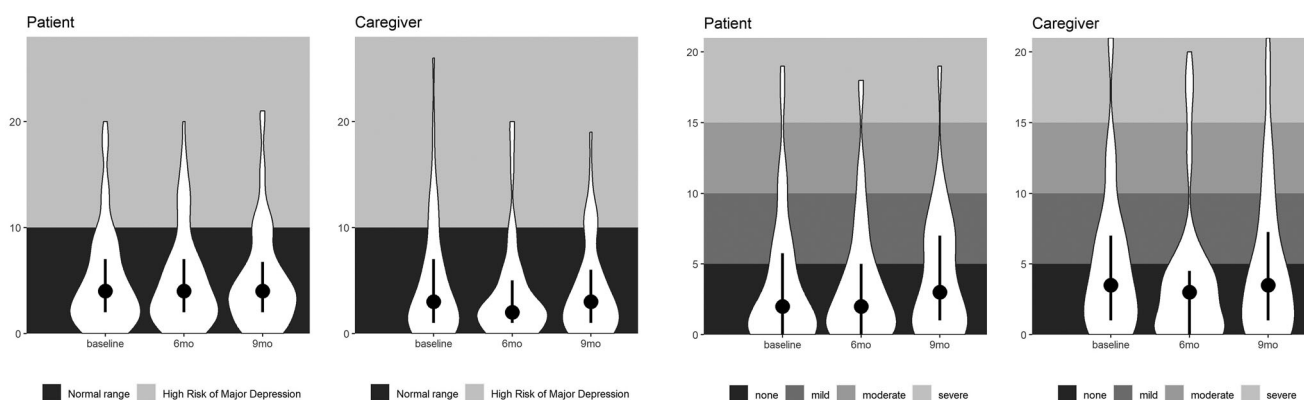 Patient
20
10
0
baseline 6mo 9mo
Normal range High Risk of Major Depression
Caregiver
20
10
0
baseline 6mo 9mo
Normal range High Risk of Major Depression
Patient
20
15
10
5
0
baseline 6mo 9mo
none mild moderate severe
Caregiver
20
15
10
5
0
baseline 6mo 9mo
none mild moderate severe